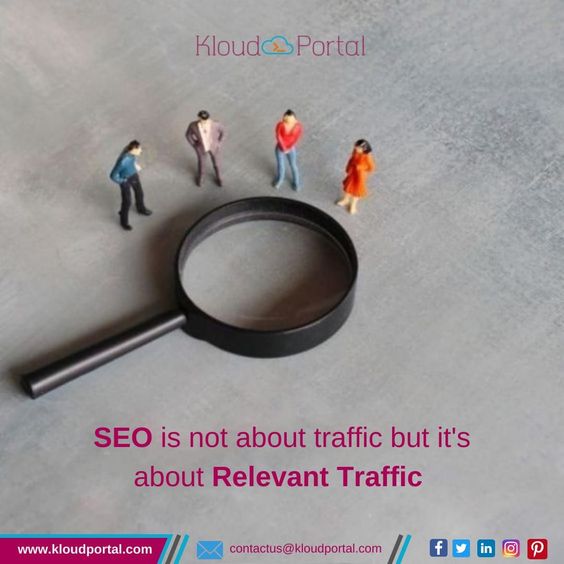 Kloud Portal
SEO is not about traffic but it's
about Relevant Traffic
www.kloudportal.com
contactus@kloudportal.com